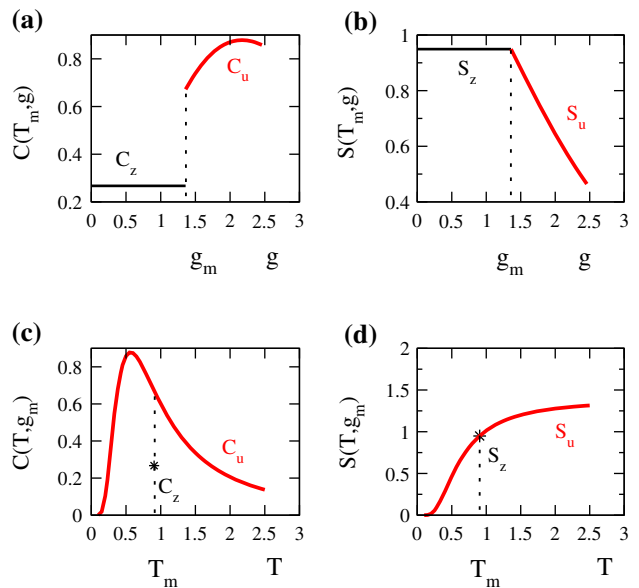 (a)
C(T_m,g)
0.8
0.6
0.4
0.2
C_z
C_u
0 0.5 1 1.5 2 2.5 3
g_m g
(b)
S(T_m,g)
1
0.8
0.6
0.4
S_z
S_u
0 0.5 1 1.5 2 2.5 3
g_m g
(c)
C(T,g_m)
0.8
0.6
0.4
0.2
0
C_u
C_z
0 0.5 1 1.5 2 2.5 3
T_m T
(d)
S(T,g_m)
2
1.5
1
0.5
0
S_z
S_u
0 0.5 1 1.5 2 2.5 3
T_m T